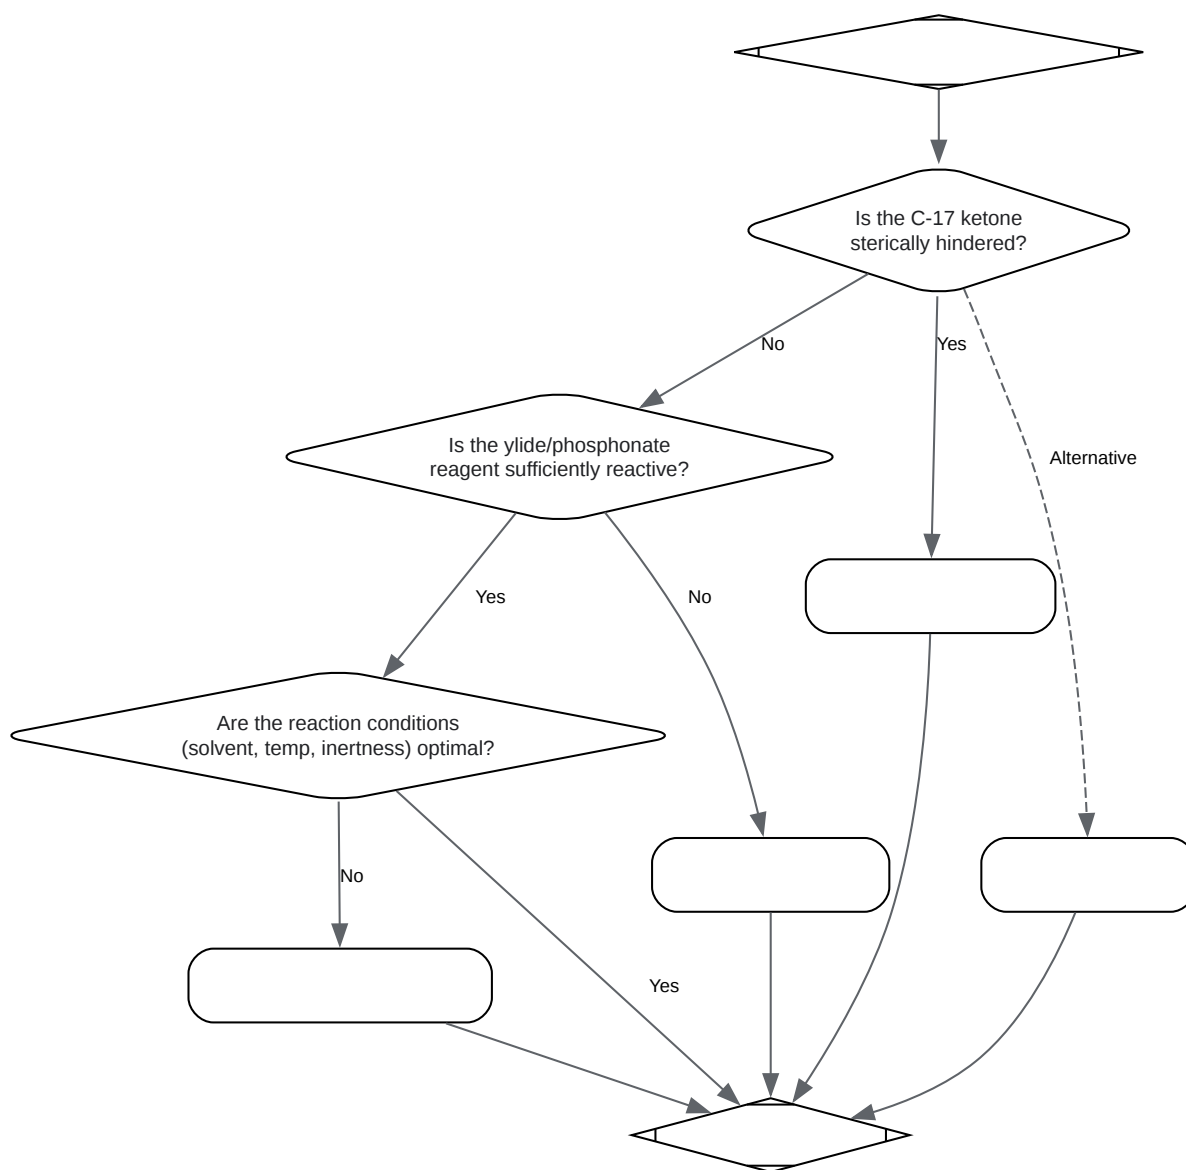 Is the C-17 ketone
sterically hindered?
No
Yes
Alternative
Is the ylide/phosphonate
reagent sufficiently reactive?
Yes
No
Are the reaction conditions
(solvent, temp, inertness) optimal?
No
Yes